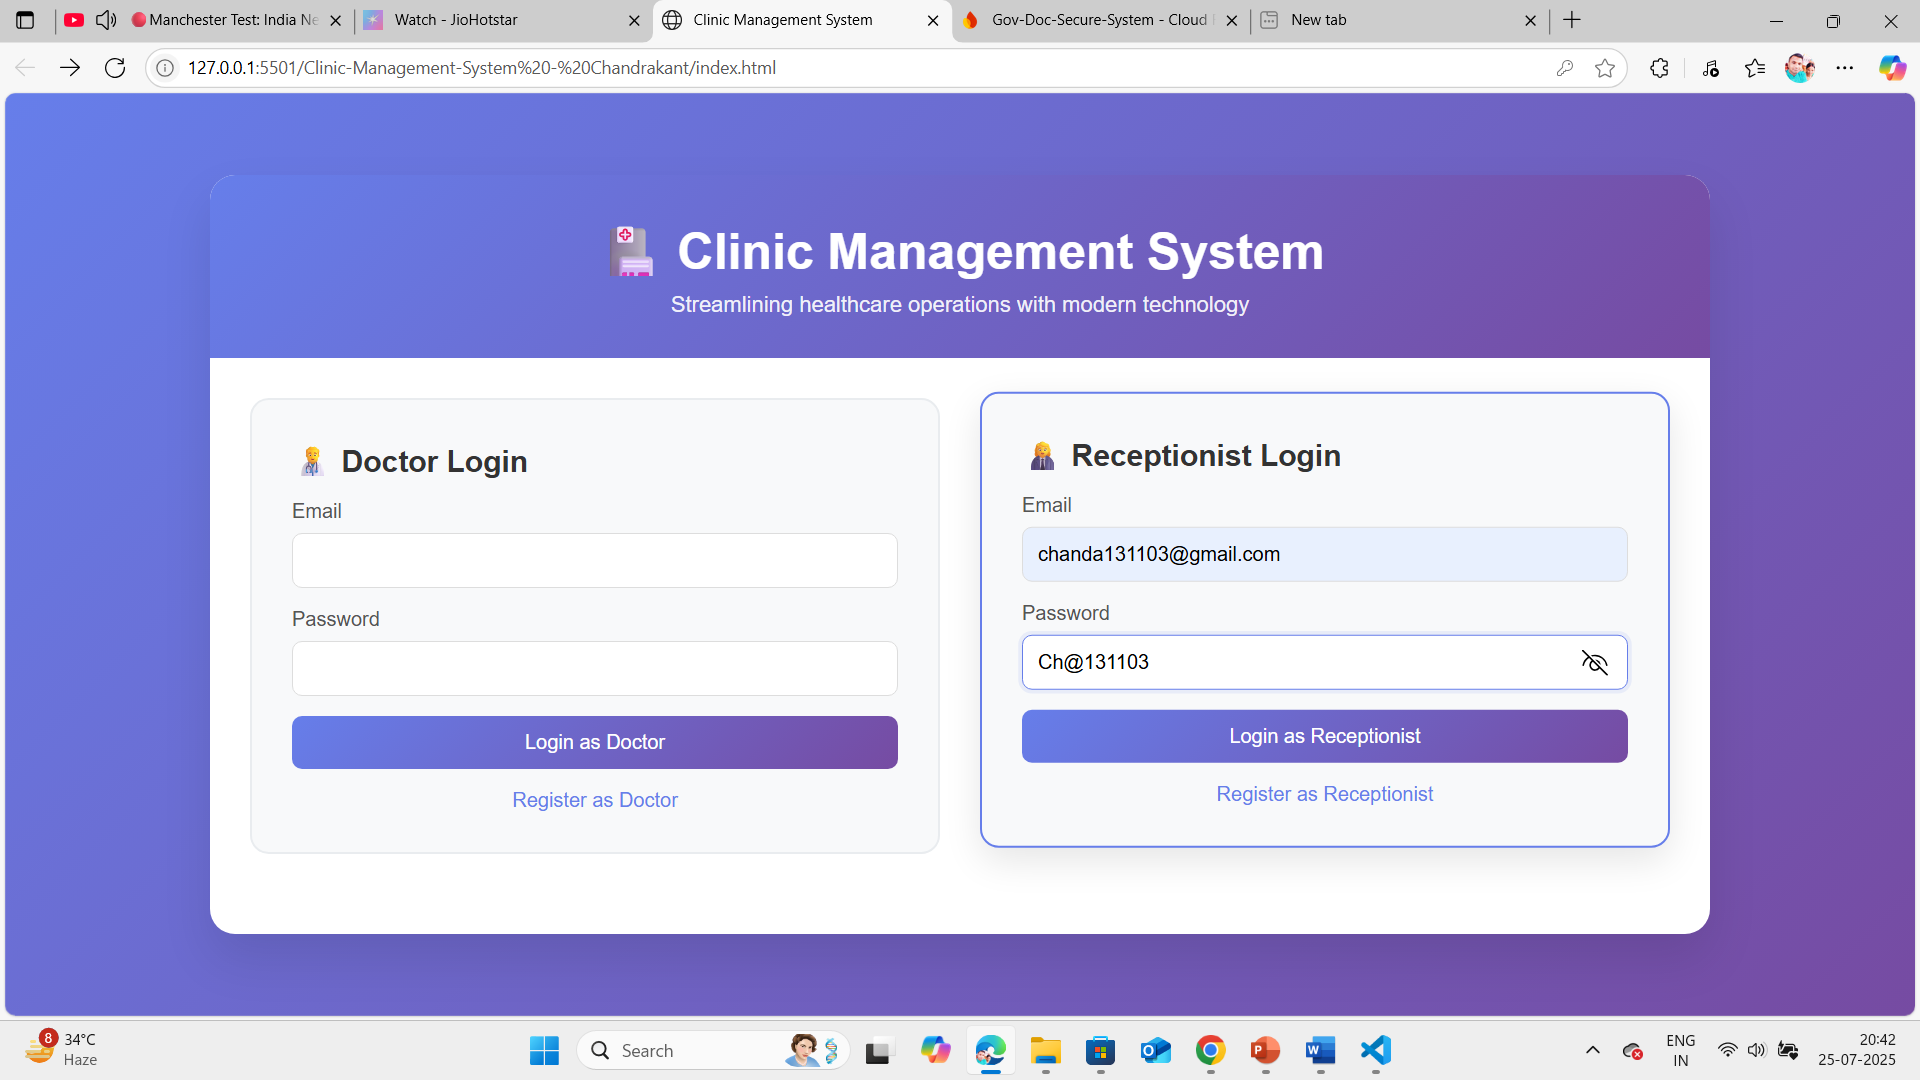 Manchester Test: India Ne
Watch - JioHotstar
Clinic Management System
Gov-Doc-Secure-System - Cloud
New tab
127.0.0.1:5501/Clinic-Management-System%20-%20Chandrakant/index.html
Clinic Management System
Streamlining healthcare operations with modern technology
Doctor Login
Email
Password
Login as Doctor
Register as Doctor
Receptionist Login
Email
chanda131103@gmail.com
Password
Ch@131103
Login as Receptionist
Register as Receptionist
8
34°C
Haze
Search
ENG
IN
20:42
25-07-2025